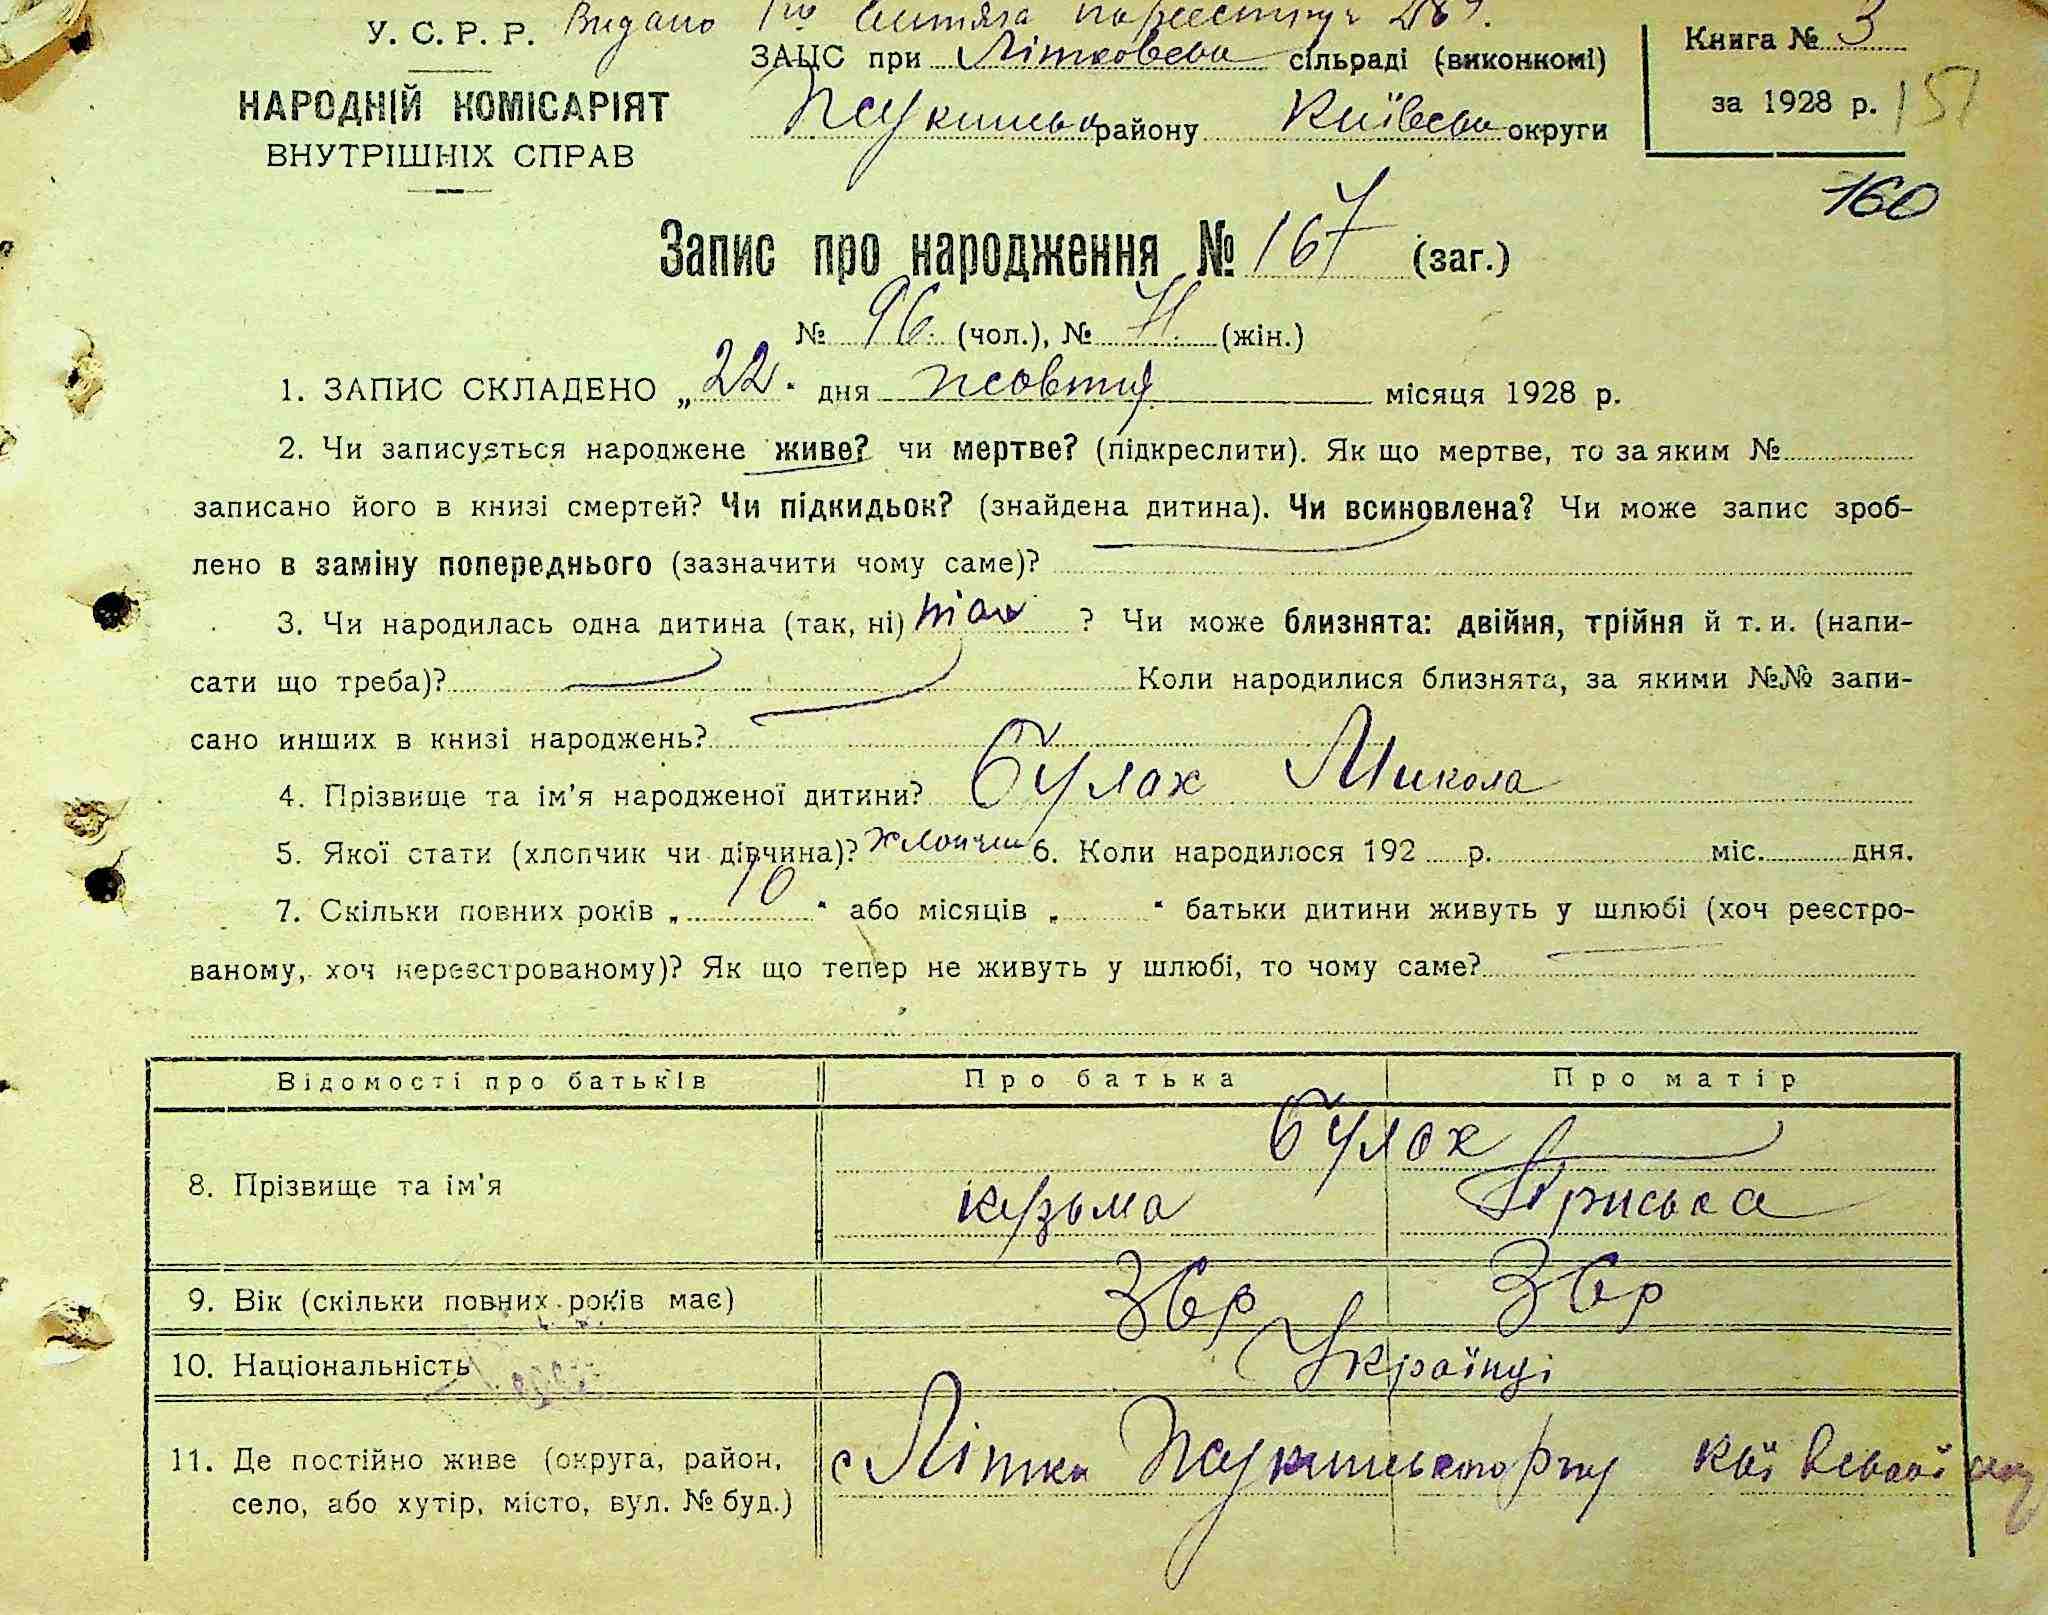 Видано 1го витяга по реєстру 289.
У. С. Р. Р.
ЗАЦС при Літковська сільраді (виконкомі)
Книга № 3
НАРОДНІЙ КОМІСАРІЯТ
району Київська округи
за 1928 р. 151
ВНУТРІШНІХ СПРАВ
160
Запис про народження № 167 (заг.)
№ 96. (чол.), № 71. (жін.)
1. ЗАПИС СКЛАДЕНО „22“ дня жовтня місяця 1928 р.
2. Чи записується народжене живе? чи мертве? (підкреслити). Як що мертве, то за яким №
записано його в книзі смертей? Чи підкидьок? (знайдена дитина). Чи всиновлена? Чи може запис зроб-
лено в заміну попереднього (зазначити чому саме)?
3. Чи народилась одна дитина (так, ні) так ? Чи може близнята: двійня, трійня й т. и. (напи-
сати що треба)? Коли народилися близнята, за якими №№ запи-
сано инших в книзі народжень?
4. Прізвище та ім'я народженої дитини? Булах Микола
5. Якої стати (хлопчик чи дівчина)? хлопчик 6. Коли народилося 192 р. міс. дня.
7. Скільки повних років „10“ або місяців „ “ батьки дитини живуть у шлюбі (хоч реєстро-
ваному, хоч нереєстрованому)? Як що тепер не живуть у шлюбі, то чому саме?
Відомості про батьків Про батька Про матір
Булах
8. Прізвище та ім'я Кузьма Пріська
9. Вік (скільки повних років має) 36р 36р
10. Національність Українці
11. Де постійно живе (округа, район, с Літки
село, або хутір, місто, вул. № буд.)